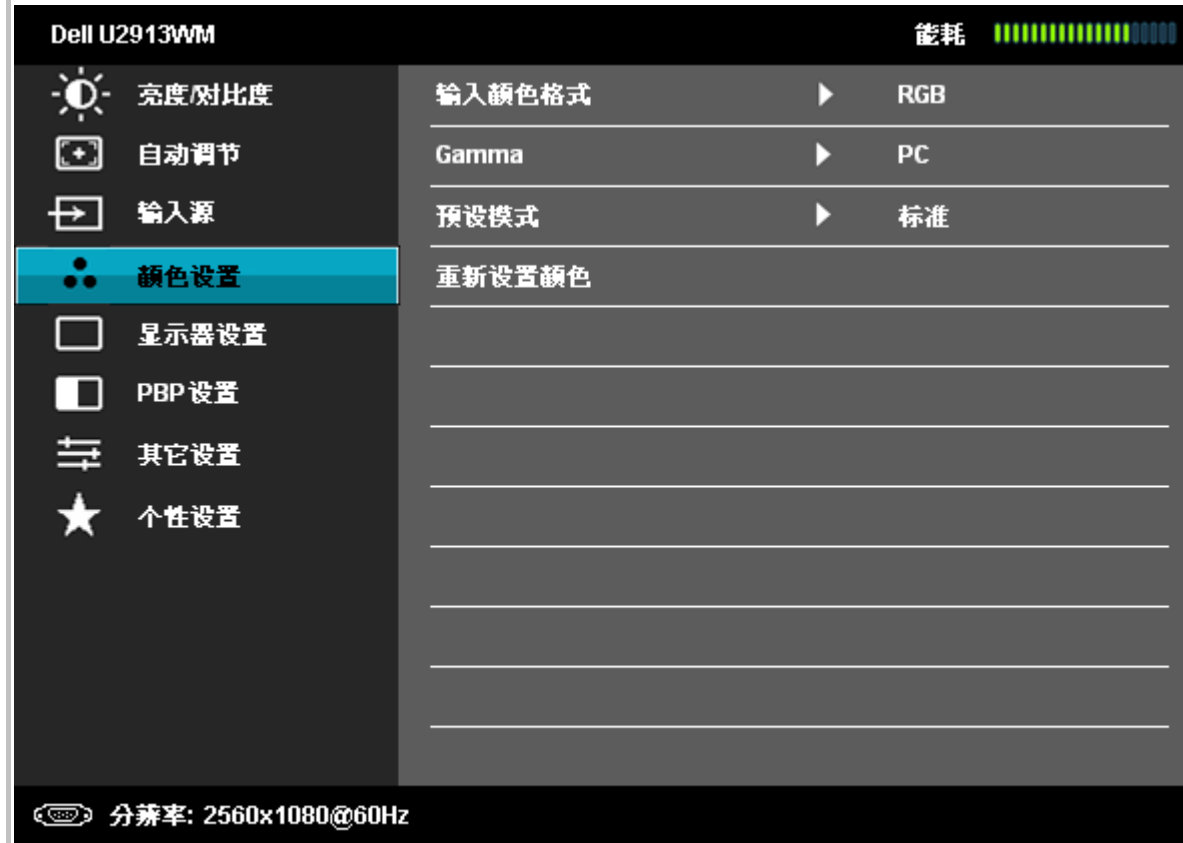 Dell U2913WM 能耗
亮度/对比度
自动调节
输入源
颜色设置
显示器设置
PBP 设置
其它设置
个性设置
输入颜色格式 RGB
Gamma PC
预设模式 标准
重新设置颜色
分辨率: 2560x1080@60Hz